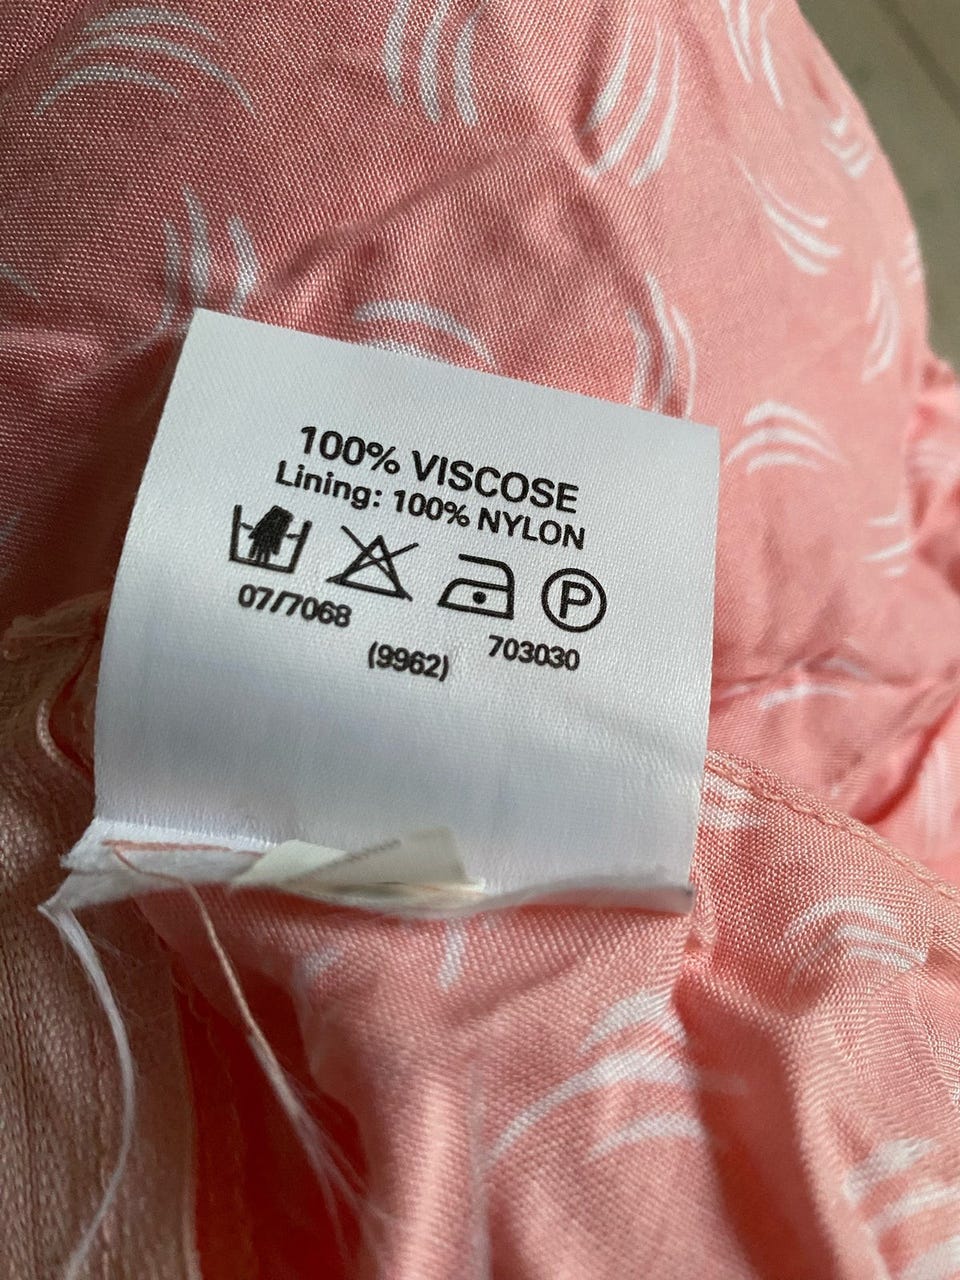 100% VISCOSE
Lining: 100% NYLON
P
07/7068 703030
(9962)